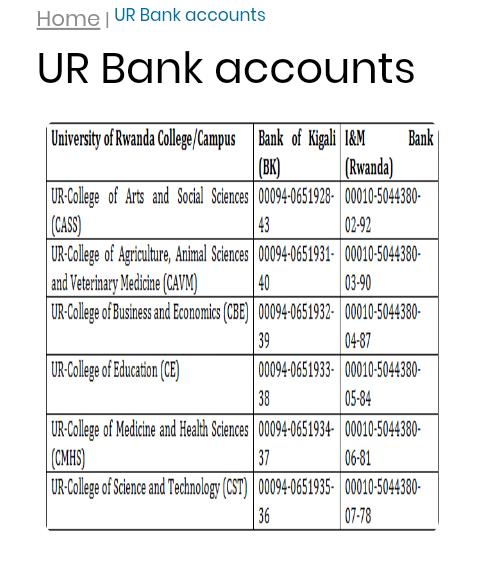 Home | UR Bank accounts
UR Bank accounts
University of Rwanda College/Campus Bank of Kigali I&M Bank
(BK) (Rwanda)
UR-College of Arts and Social Sciences 00094-0651928- 00010-5044380-
(CASS) 43 02-92
UR-College of Agriculture, Animal Sciences 00094-0651931- 00010-5044380-
and Veterinary Medicine (CAVM) 40 03-90
UR-College of Business and Economics (CBE) 00094-0651932- 00010-5044380-
39 04-87
UR-College of Education (CE) 00094-0651933- 00010-5044380-
38 05-84
UR-College of Medicine and Health Sciences 00094-0651934- 00010-5044380-
(CMHS) 37 06-81
UR-College of Science and Technology (CST) 00094-0651935- 00010-5044380-
36 07-78